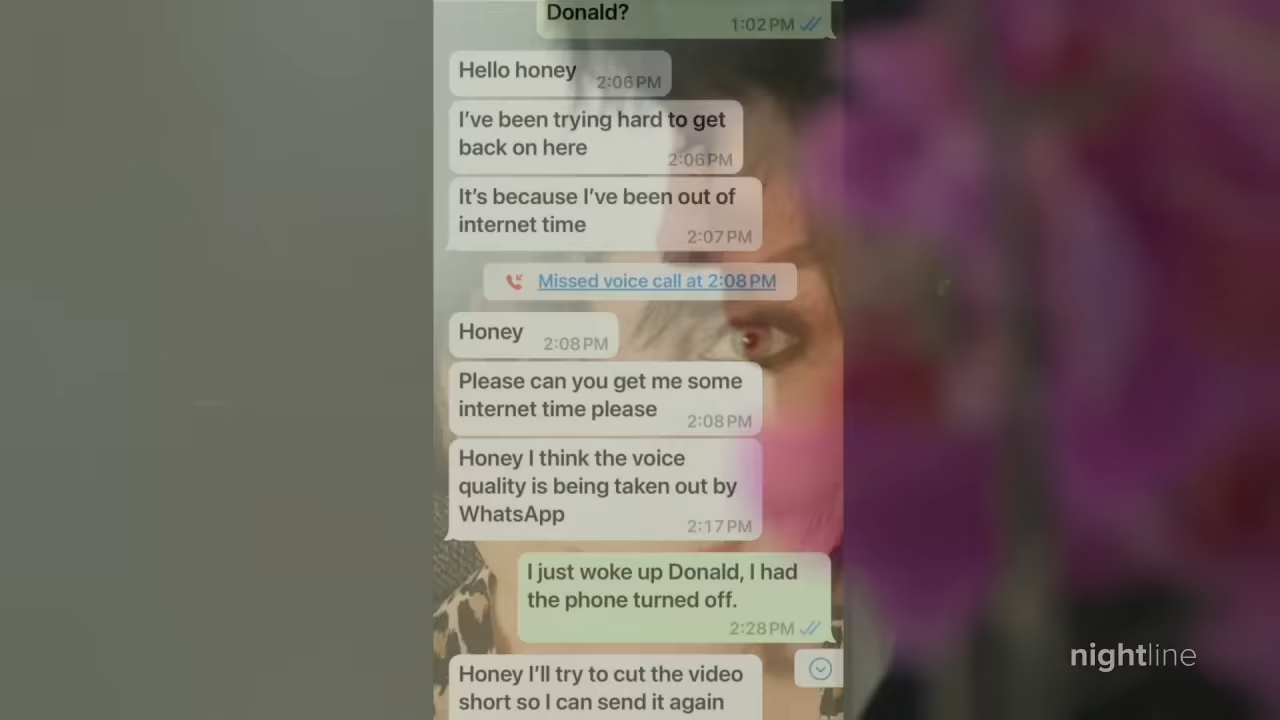 Donald?
1:02 PM
Hello honey
2:06 PM
I've been trying hard to get
back on here
2:06 PM
It's because I've been out of
internet time
2:07 PM
Missed voice call at 2:08 PM
Honey
2:08 PM
Please can you get me some
internet time please
2:08 PM
Honey I think the voice
quality is being taken out by
WhatsApp
2:17 PM
I just woke up Donald, I had
the phone turned off.
2:28 PM
Honey I'll try to cut the video
short so I can send it again
nightline